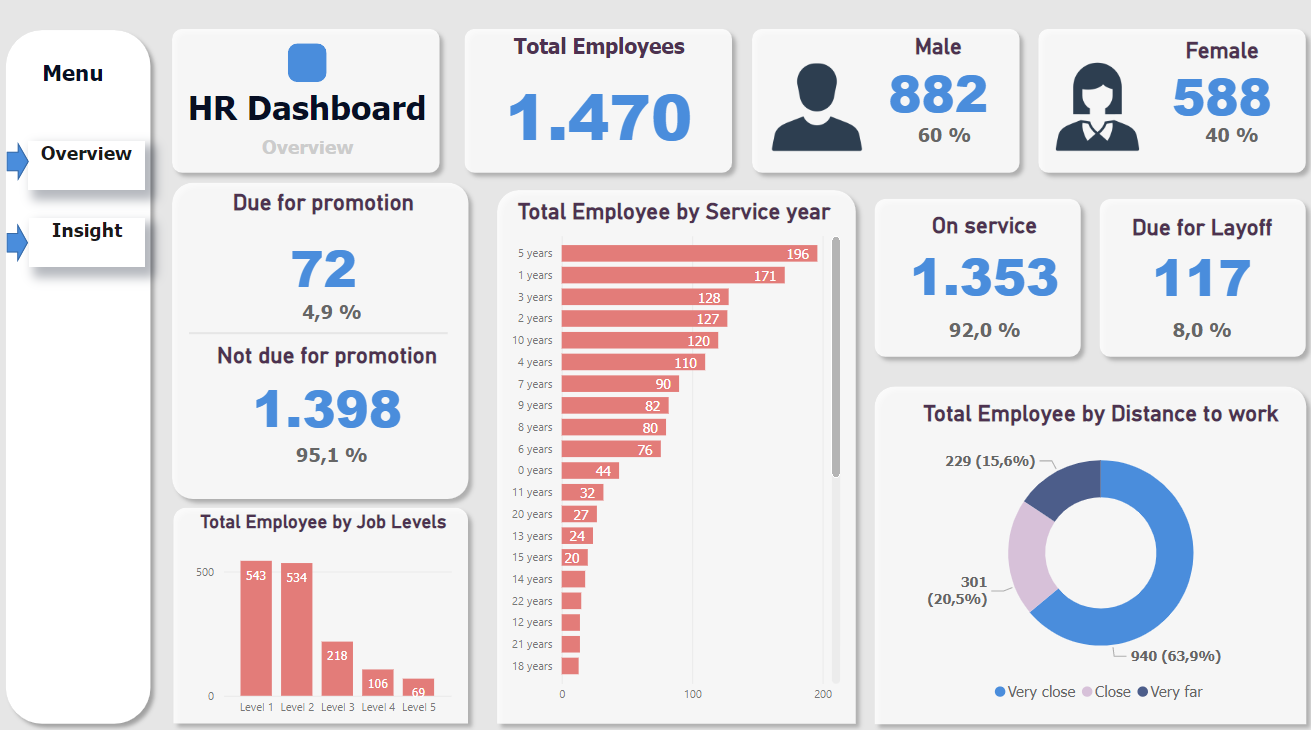 Menu
Overview
Insight
HR Dashboard
Overview
Total Employees
1.470
Male
882
60 %
Female
588
40 %
Due for promotion
72
4,9 %
Not due for promotion
1.398
95,1 %
Total Employee by Service year
5 years 196
1 years 171
3 years 128
2 years 127
10 years 120
4 years 110
7 years 90
9 years 82
8 years 80
6 years 76
0 years 44
11 years 32
20 years 27
13 years 24
15 years 20
14 years
22 years
12 years
21 years
18 years
0 100 200
On service
1.353
92,0 %
Due for Layoff
117
8,0 %
Total Employee by Job Levels
500
543 534
218
106
69
0
Level 1 Level 2 Level 3 Level 4 Level 5
Total Employee by Distance to work
229 (15,6%)
301
(20,5%)
940 (63,9%)
Very close Close Very far